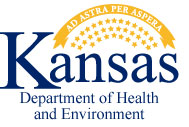 AD ASTRA PER ASPERA
Kansas
Department of Health
and Environment